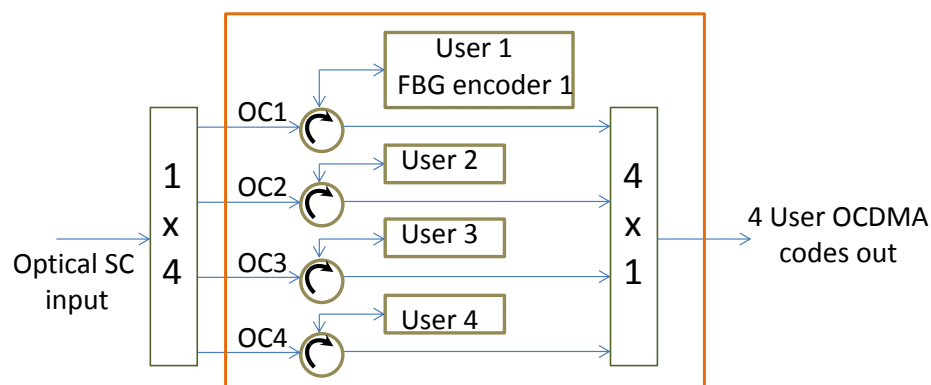 User 1
FBG encoder 1
OC1
1
x
4
OC2
User 2
4
x
1
OC3
User 3
Optical SC
input
4 User OCDMA
codes out
OC4
User 4